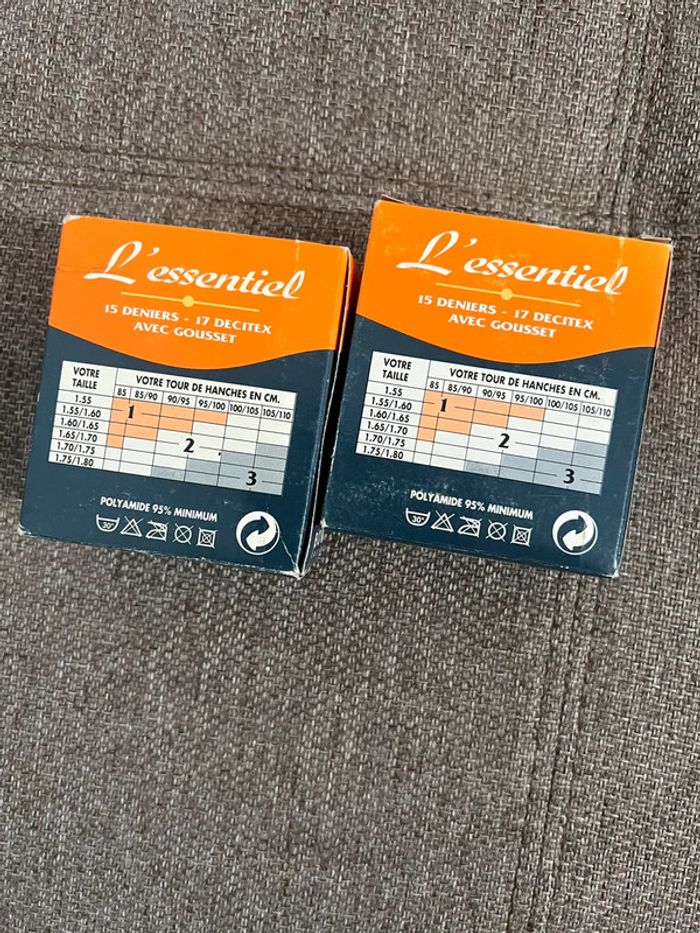 L'essentiel
15 DENIERS - 17 DECITEX
AVEC GOUSSET
VOTRE TAILLE
VOTRE TOUR DE HANCHES EN CM.
85 85/90 90/95 95/100 100/105 105/110
1.55
1.55/1.60
1.60/1.65
1.65/1.70
1.70/1.75
1.75/1.80
1
2
3
POLYAMIDE 95% MINIMUM
30°
L'essentiel
15 DENIERS - 17 DECITEX
AVEC GOUSSET
VOTRE TAILLE
VOTRE TOUR DE HANCHES EN CM.
85 85/90 90/95 95/100 100/105 105/110
1.55
1.55/1.60
1.60/1.65
1.65/1.70
1.70/1.75
1.75/1.80
1
2
3
POLYAMIDE 95% MINIMUM
30°